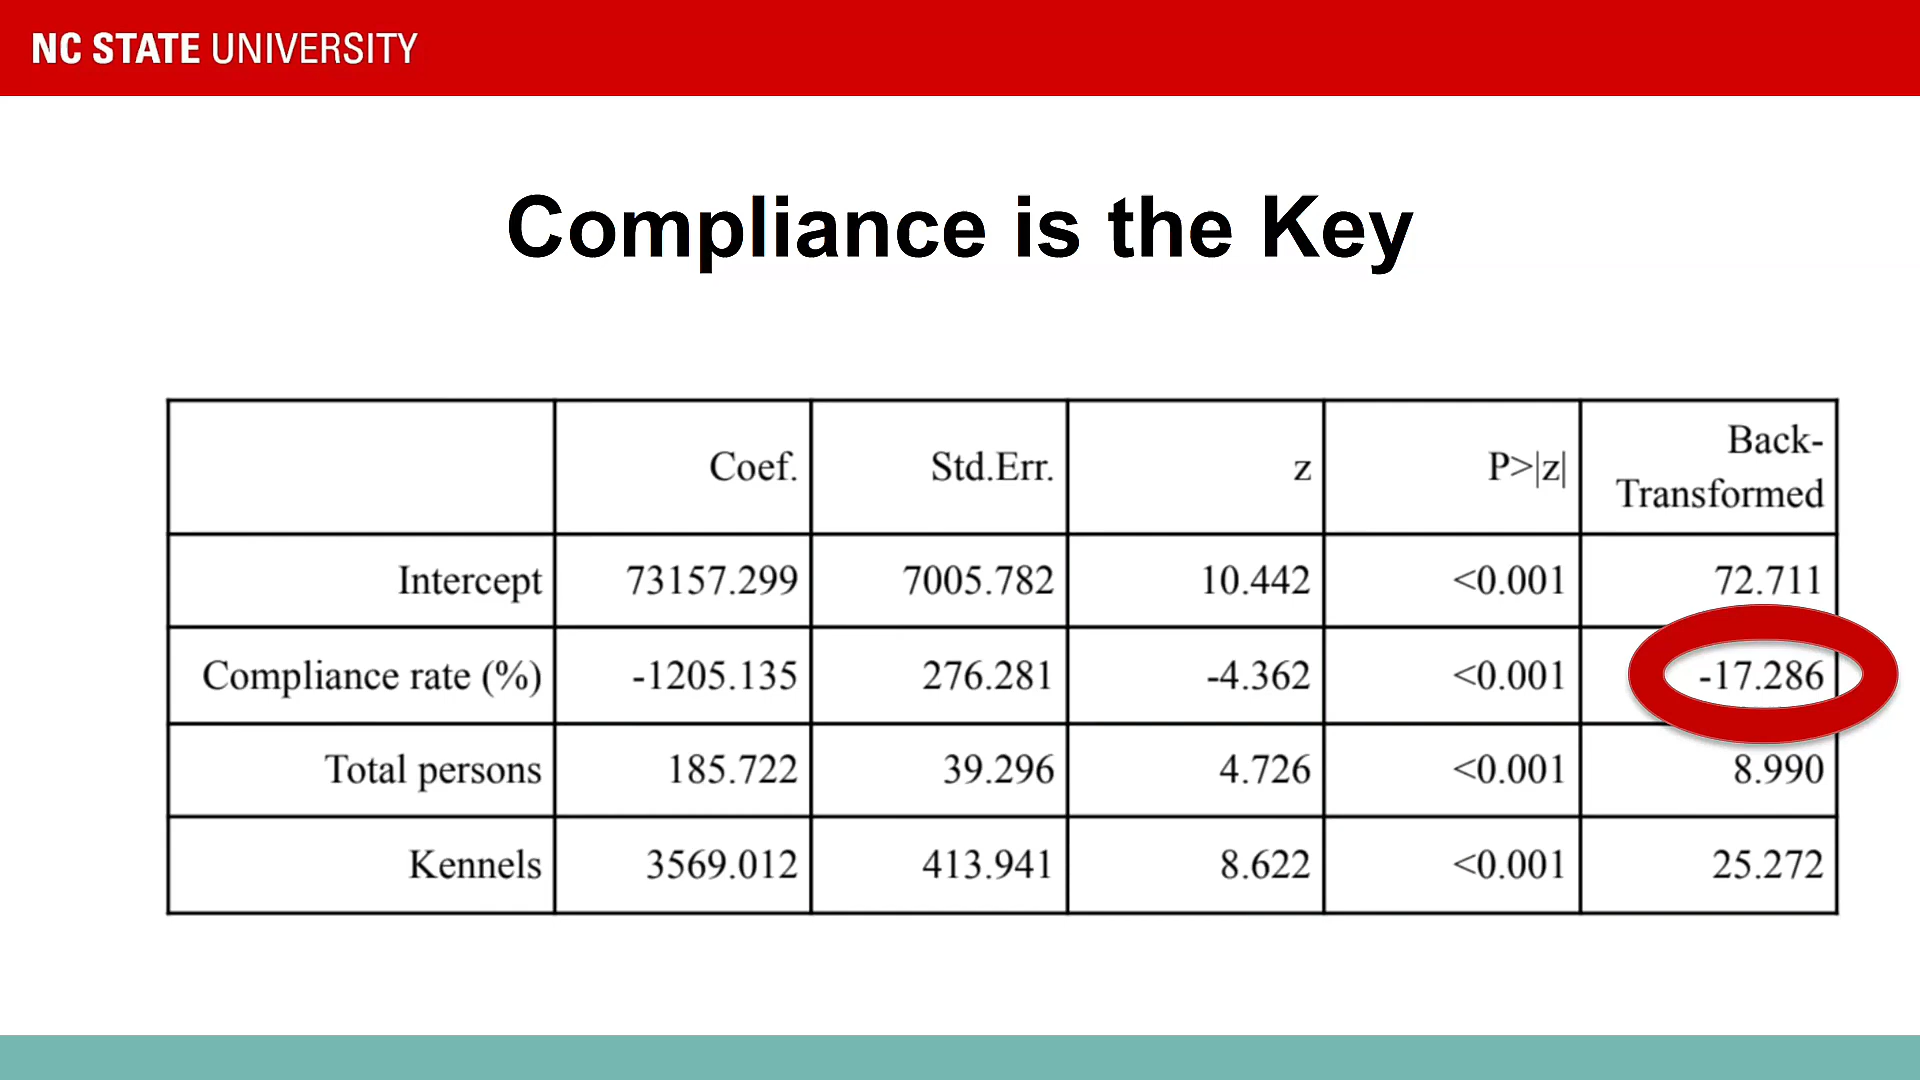 NC STATE UNIVERSITY
Compliance is the Key
Coef. Std.Err. z P>|z| Back-
Transformed
Intercept 73157.299 7005.782 10.442 <0.001 72.711
Compliance rate (%) -1205.135 276.281 -4.362 <0.001 -17.286
Total persons 185.722 39.296 4.726 <0.001 8.990
Kennels 3569.012 413.941 8.622 <0.001 25.272